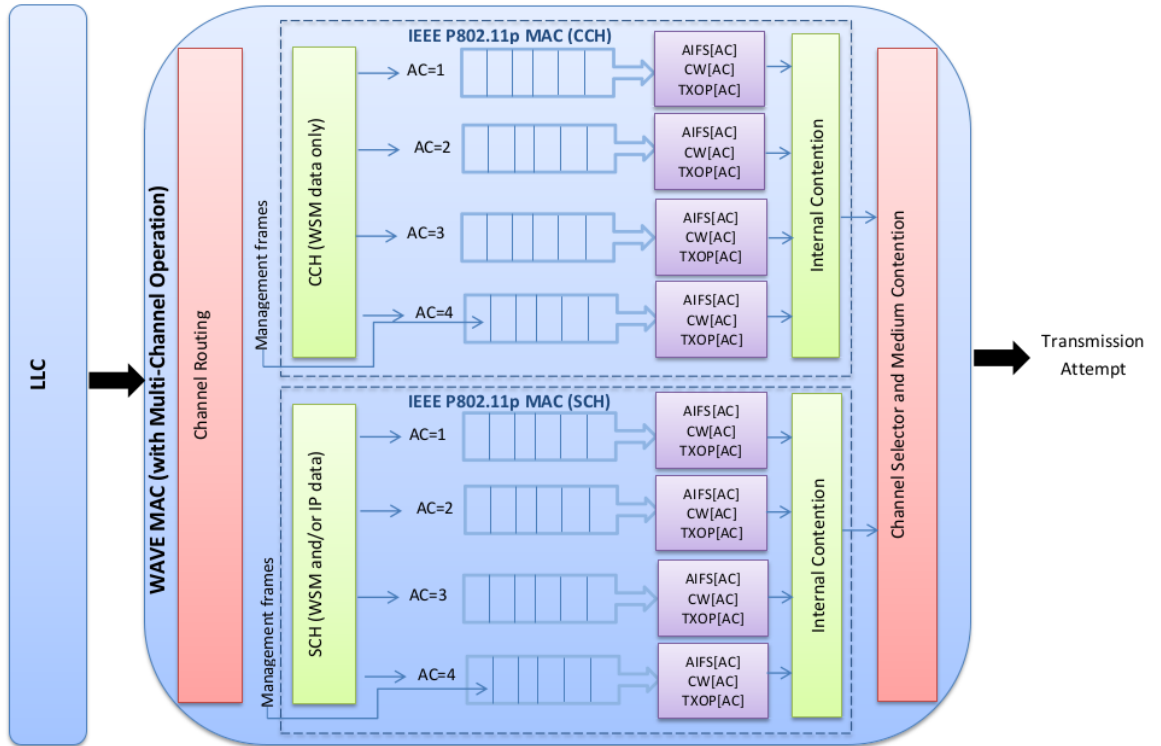 LLC
WAVE MAC (with Multi-Channel Operation)
Channel Routing
IEEE P802.11p MAC (CCH)
Management frames
CCH (WSM data only)
AC=1
AIFS[AC]
CW[AC]
TXOP[AC]
AC=2
AIFS[AC]
CW[AC]
TXOP[AC]
AC=3
AIFS[AC]
CW[AC]
TXOP[AC]
AC=4
AIFS[AC]
CW[AC]
TXOP[AC]
Internal Contention
IEEE P802.11p MAC (SCH)
Management frames
SCH (WSM and/or IP data)
AC=1
AIFS[AC]
CW[AC]
TXOP[AC]
AC=2
AIFS[AC]
CW[AC]
TXOP[AC]
AC=3
AIFS[AC]
CW[AC]
TXOP[AC]
AC=4
AIFS[AC]
CW[AC]
TXOP[AC]
Internal Contention
Channel Selector and Medium Contention
Transmission
Attempt